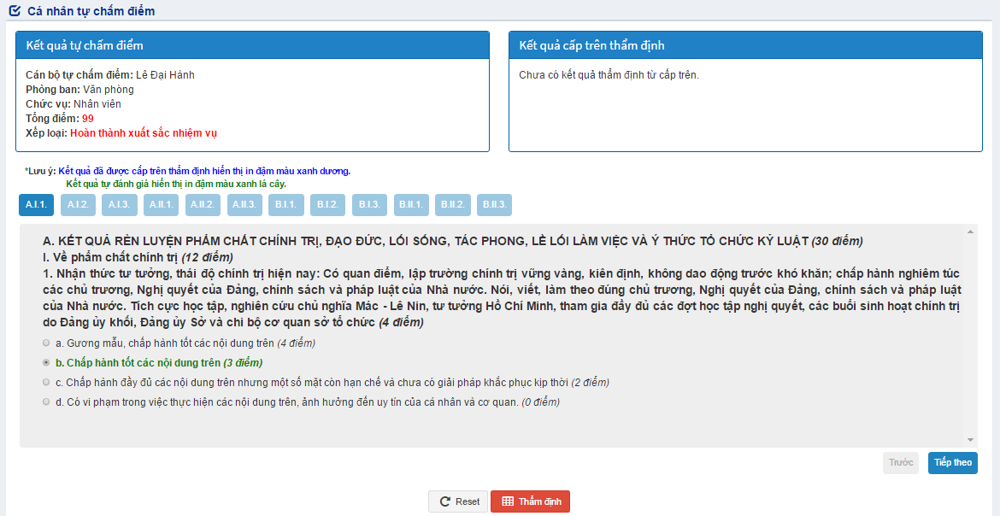 Cá nhân tự chấm điểm
Kết quả tự chấm điểm
Cán bộ tự chấm điểm: Lê Đại Hành
Phòng ban: Văn phòng
Chức vụ: Nhân viên
Tổng điểm: 99
Xếp loại: Hoàn thành xuất sắc nhiệm vụ
Kết quả cấp trên thẩm định
Chưa có kết quả thẩm định từ cấp trên.
*Lưu ý: Kết quả đã được cấp trên thẩm định hiển thị in đậm màu xanh dương.
Kết quả tự đánh giá hiển thị in đậm màu xanh lá cây.
A.I.1. A.I.2. A.I.3. A.II.1. A.II.2. A.II.3. B.I.1. B.I.2. B.I.3. B.II.1. B.II.2. B.II.3.
A. KẾT QUẢ RÈN LUYỆN PHẨM CHẤT CHÍNH TRỊ, ĐẠO ĐỨC, LỐI SỐNG, TÁC PHONG, LỀ LỐI LÀM VIỆC VÀ Ý THỨC TỔ CHỨC KỶ LUẬT (30 điểm)
I. Về phẩm chất chính trị (12 điểm)
1. Nhận thức tư tưởng, thái độ chính trị hiện nay: Có quan điểm, lập trường chính trị vững vàng, kiên định, không dao động trước khó khăn; chấp hành nghiêm túc
các chủ trương, Nghị quyết của Đảng, chính sách và pháp luật của Nhà nước. Nói, viết, làm theo đúng chủ trương, Nghị quyết của Đảng, chính sách và pháp luật
của Nhà nước. Tích cực học tập, nghiên cứu chủ nghĩa Mác - Lê Nin, tư tưởng Hồ Chí Minh, tham gia đầy đủ các đợt học tập nghị quyết, các buổi sinh hoạt chính trị
do Đảng ủy khối, Đảng ủy Sở và chi bộ cơ quan sở tổ chức (4 điểm)
a. Gương mẫu, chấp hành tốt các nội dung trên (4 điểm)
b. Chấp hành tốt các nội dung trên (3 điểm)
c. Chấp hành đầy đủ các nội dung trên nhưng một số mặt còn hạn chế và chưa có giải pháp khắc phục kịp thời (2 điểm)
d. Có vi phạm trong việc thực hiện các nội dung trên, ảnh hưởng đến uy tín của cá nhân và cơ quan. (0 điểm)
Trước Tiếp theo
Reset Thẩm định